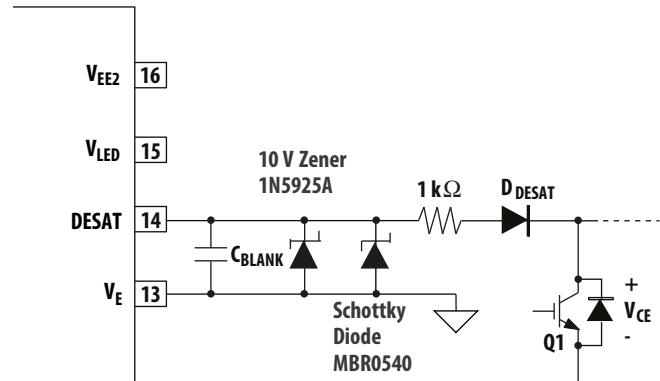 VEE2 16
VLED 15
10 V Zener
1N5925A
1 kΩ
DDESAT
DESAT 14
CBLANK
VE 13
Schottky
Diode
MBR0540
+
VCE
-
Q1